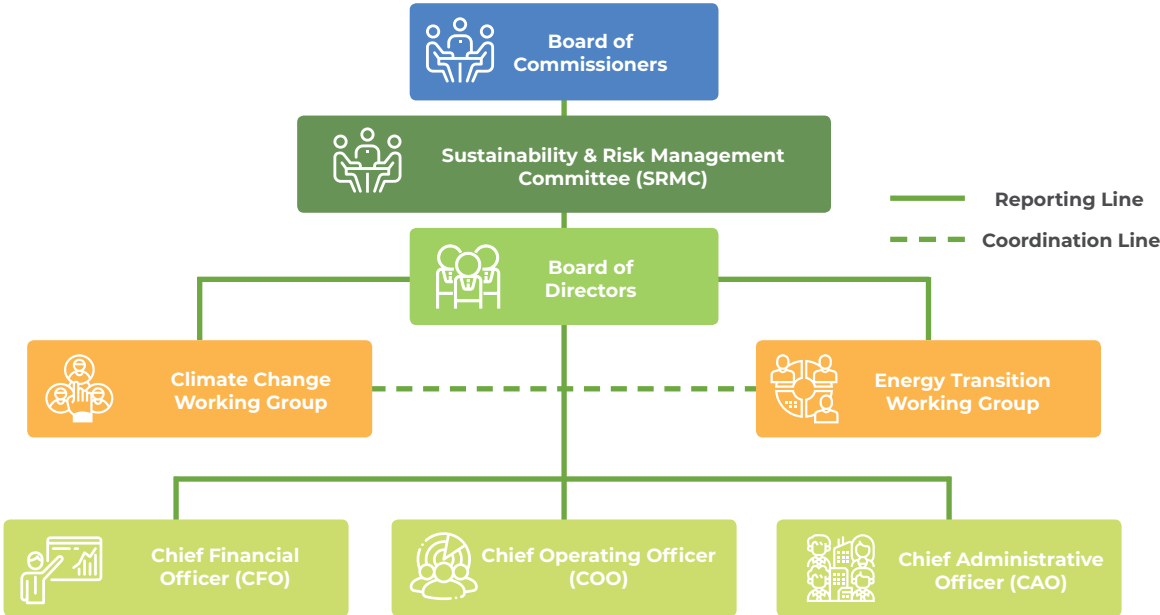 Board of
Commissioners
Sustainability & Risk Management
Committee (SRMC)
Reporting Line
Coordination Line
Board of
Directors
Climate Change
Working Group
Energy Transition
Working Group
Chief Financial
Officer (CFO)
Chief Operating Officer
(COO)
Chief Administrative
Officer (CAO)